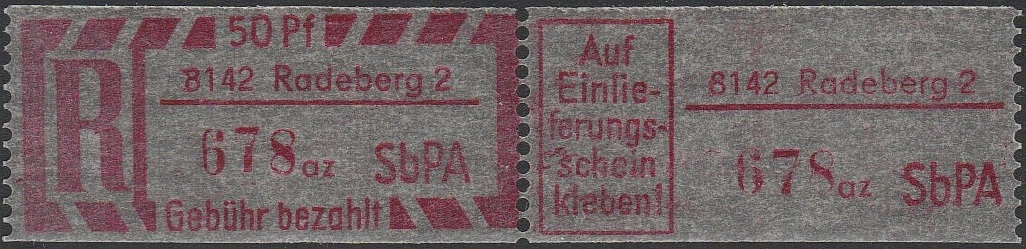 50 Pf
R
8142 Radeberg 2
678 az SbPA
Gebühr bezahlt
Auf
Einlie-
ferungs-
schein
kleben!
8142 Radeberg 2
678 az SbPA